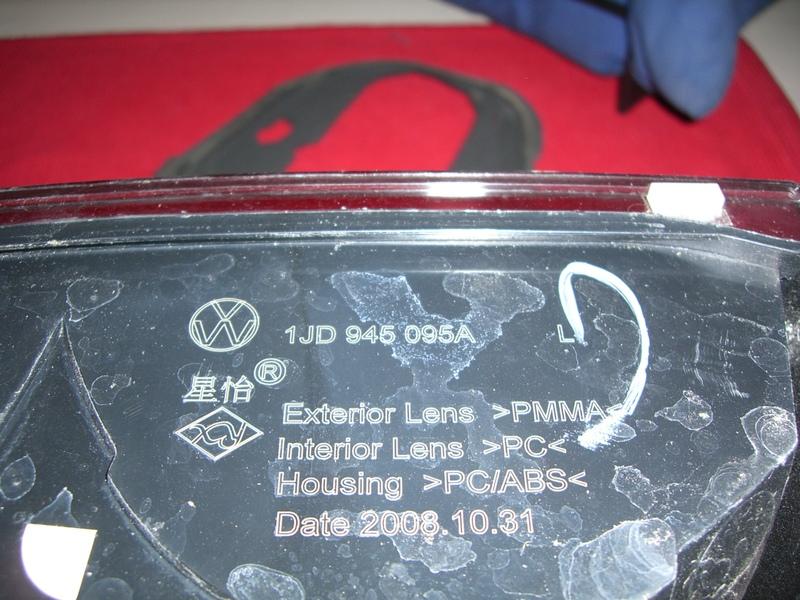 1JD 945 095A L
星怡®
Exterior Lens >PMMA<
Interior Lens >PC<
Housing >PC/ABS<
Date 2008.10.31